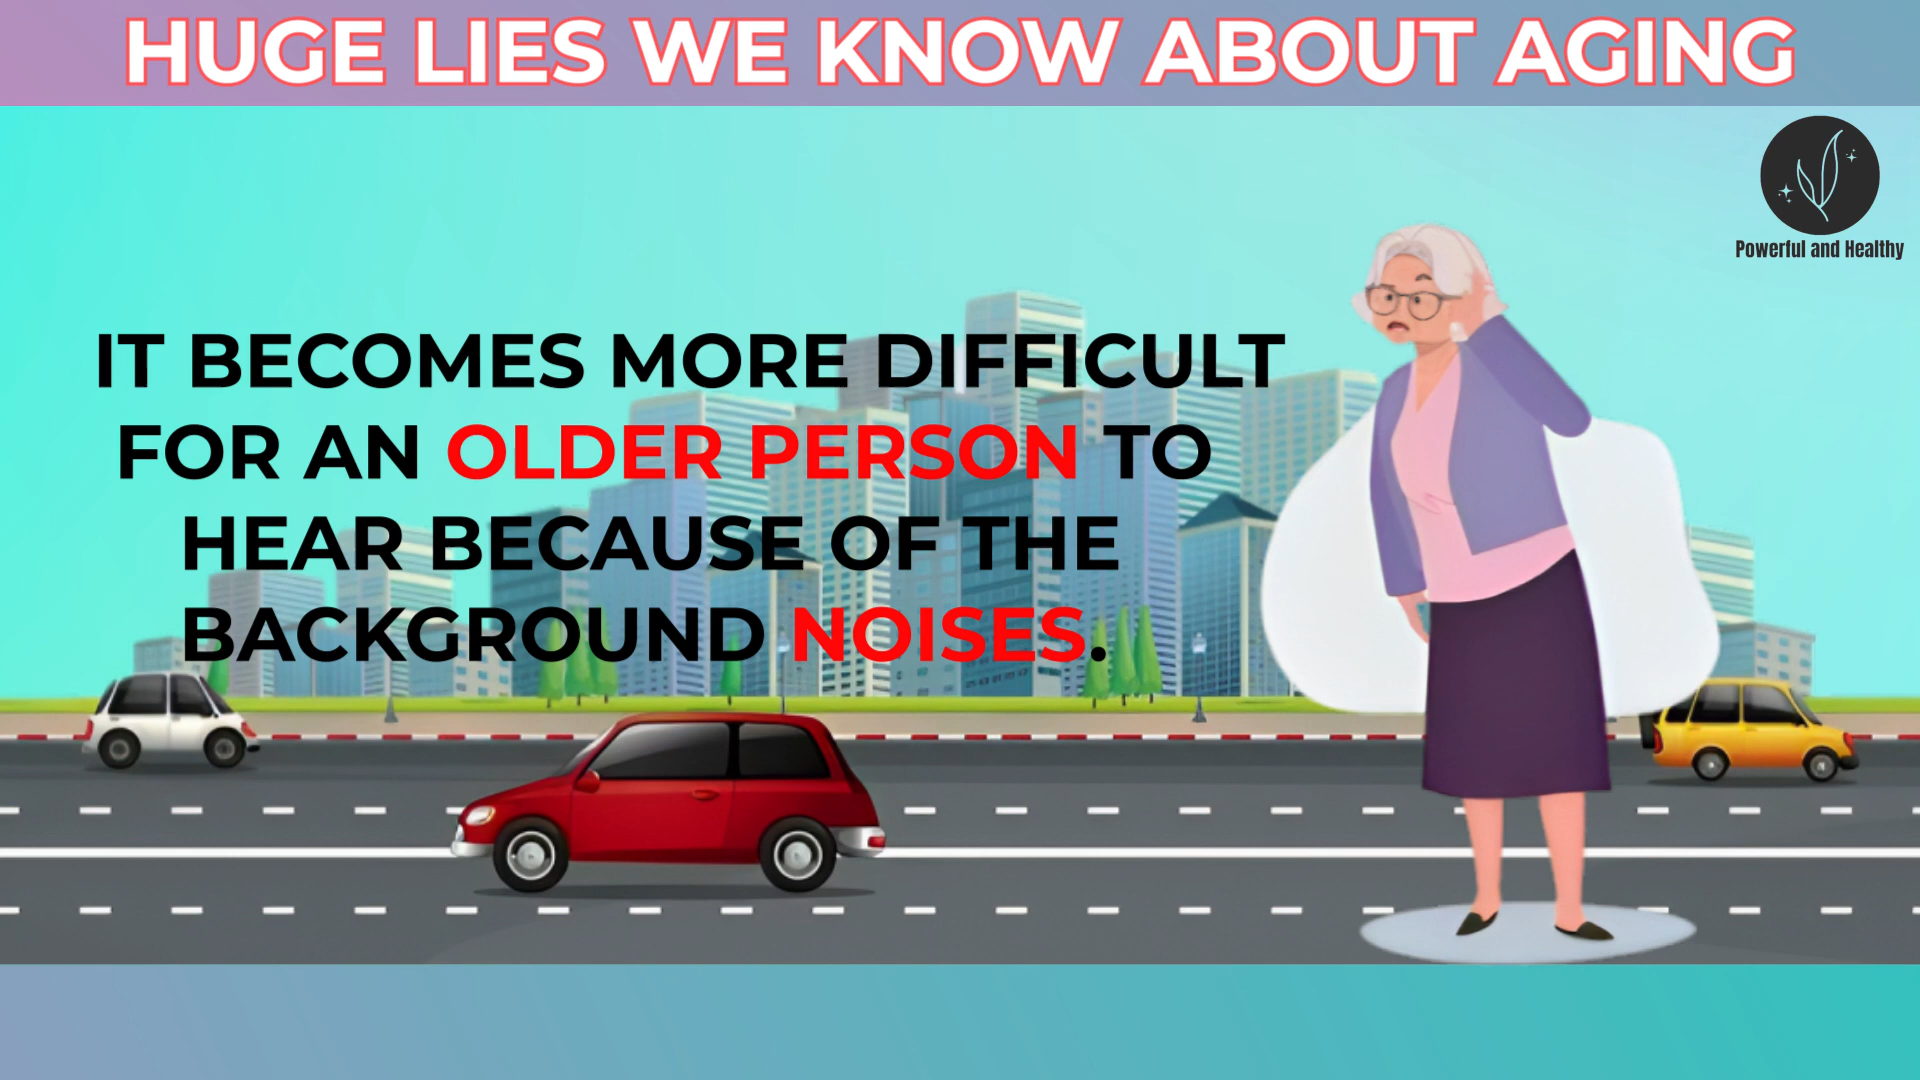 HUGE LIES WE KNOW ABOUT AGING
Powerful and Healthy
IT BECOMES MORE DIFFICULT
FOR AN OLDER PERSON TO
HEAR BECAUSE OF THE
BACKGROUND NOISES.